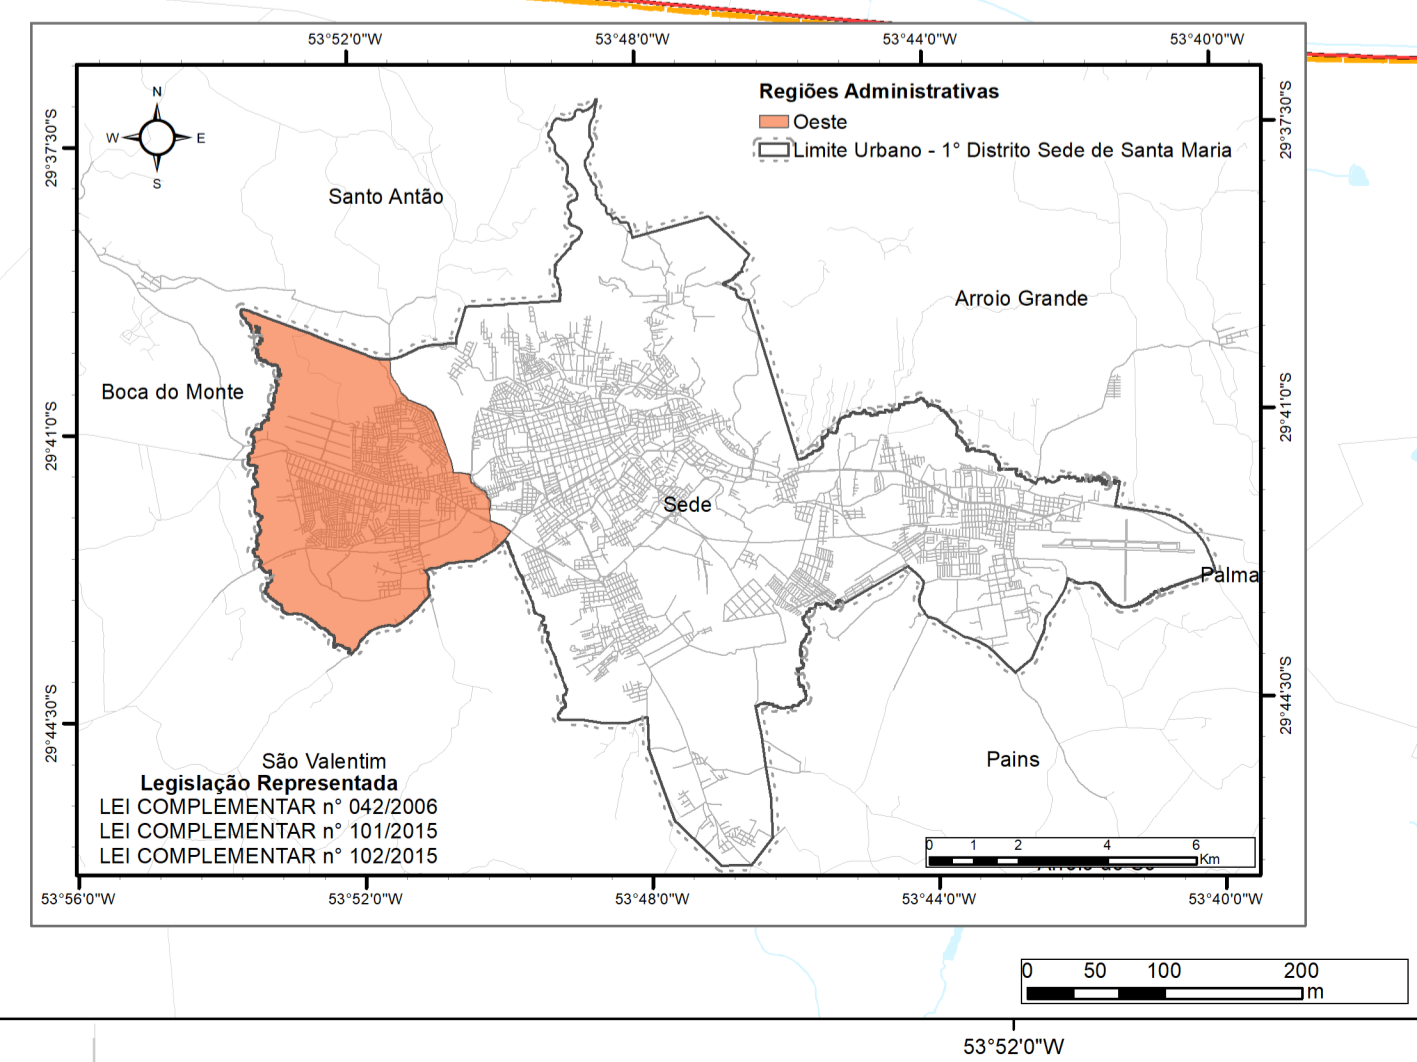 53°52'0"W
53°48'0"W
53°44'0"W
53°40'0"W
29°37'30"S
29°41'0"S
29°44'30"S
N
W
E
S
Regiões Administrativas
Oeste
Limite Urbano - 1° Distrito Sede de Santa Maria
29°37'30"S
29°41'0"S
29°44'30"S
Santo Antão
Arroio Grande
Boca do Monte
Sede
Palma
São Valentim
Pains
Legislação Representada
LEI COMPLEMENTAR n° 042/2006
LEI COMPLEMENTAR n° 101/2015
LEI COMPLEMENTAR n° 102/2015
0 1 2 4 6
Km
53°56'0"W
53°52'0"W
53°48'0"W
53°44'0"W
53°40'0"W
0 50 100 200
m
53°52'0"W